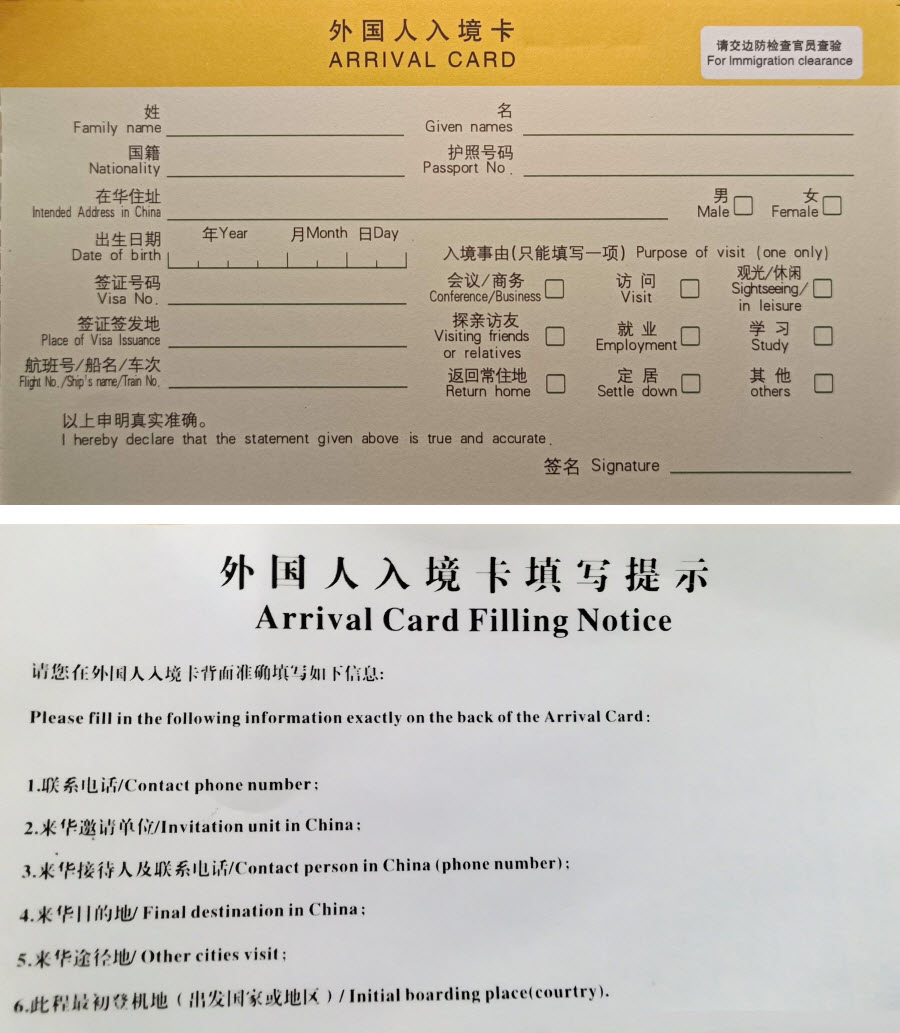 外国人入境卡
ARRIVAL CARD
请交边防检查官员查验
For Immigration clearance
姓
Family name
名
Given names
国籍
Nationality
护照号码
Passport No.
在华住址
Intended Address in China
男
Male
女
Female
出生日期
Date of birth
年Year 月Month 日Day
入境事由(只能填写一项) Purpose of visit (one only)
签证号码
Visa No.
会议/商务
Conference/Business
访问
Visit
观光/休闲
Sightseeing/
in leisure
签证签发地
Place of Visa Issuance
探亲访友
Visiting friends
or relatives
就业
Employment
学习
Study
航班号/船名/车次
Flight No./Ship's name/Train No.
返回常住地
Return home
定居
Settle down
其他
others
以上申明真实准确。
I hereby declare that the statement given above is true and accurate.
签名 Signature
外国人入境卡填写提示
Arrival Card Filling Notice
请您在外国人入境卡背面准确填写如下信息:
Please fill in the following information exactly on the back of the Arrival Card:
1.联系电话/Contact phone number;
2.来华邀请单位/Invitation unit in China;
3.来华接待人及联系电话/Contact person in China (phone number);
4.来华目的地/ Final destination in China;
5.来华途径地/ Other cities visit;
6.此程最初登机地（出发国家或地区）/ Initial boarding place(courtry).